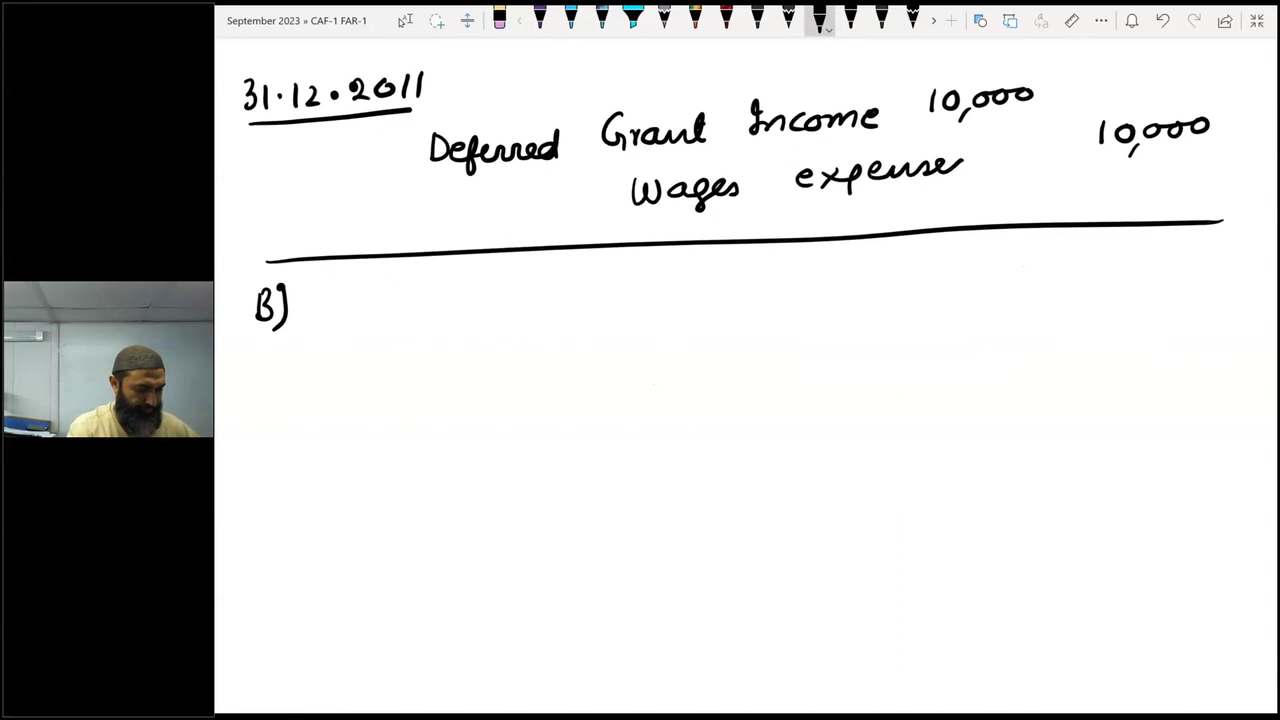 September 2023 » CAF-1 FAR-1
31.12.2011
Deferred Grant Income 10,000
Wages expense 10,000
B)